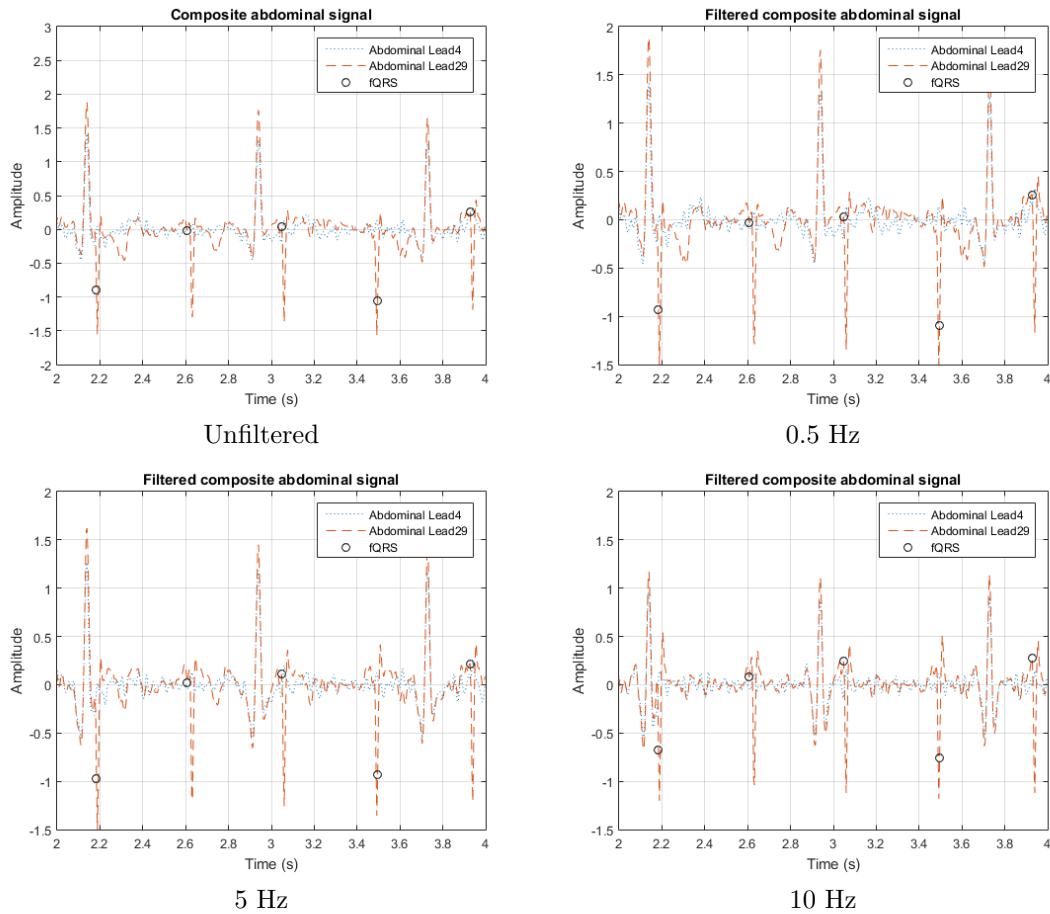 Composite abdominal signal
3
2.5
2
1.5
1
0.5
0
-0.5
-1
-1.5
-2
Amplitude
Abdominal Lead4
Abdominal Lead29
fQRS
2 2.2 2.4 2.6 2.8 3 3.2 3.4 3.6 3.8 4
Time (s)
Unfiltered
Filtered composite abdominal signal
2
1.5
1
0.5
0
-0.5
-1
-1.5
Amplitude
Abdominal Lead4
Abdominal Lead29
fQRS
2 2.2 2.4 2.6 2.8 3 3.2 3.4 3.6 3.8 4
Time (s)
0.5 Hz
Filtered composite abdominal signal
2
1.5
1
0.5
0
-0.5
-1
-1.5
Amplitude
Abdominal Lead4
Abdominal Lead29
fQRS
2 2.2 2.4 2.6 2.8 3 3.2 3.4 3.6 3.8 4
Time (s)
5 Hz
Filtered composite abdominal signal
2
1.5
1
0.5
0
-0.5
-1
-1.5
Amplitude
Abdominal Lead4
Abdominal Lead29
fQRS
2 2.2 2.4 2.6 2.8 3 3.2 3.4 3.6 3.8 4
Time (s)
10 Hz